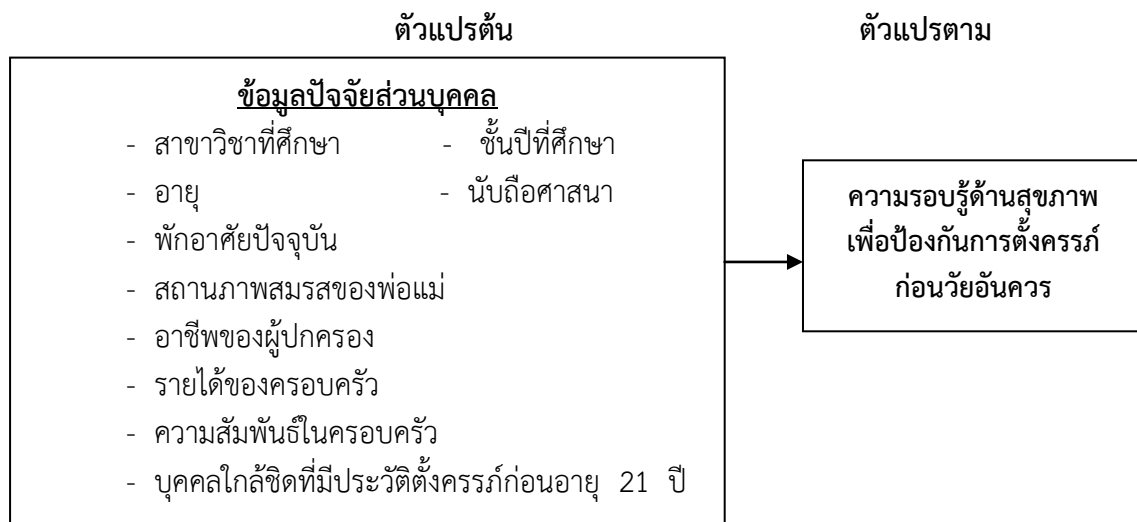 ตัวแปรต้น ตัวแปรตาม
ข้อมูลปัจจัยส่วนบุคคล
- สาขาวิชาที่ศึกษา - ชั้นปีที่ศึกษา
- อายุ - นับถือศาสนา
- พักอาศัยปัจจุบัน
- สถานภาพสมรสของพ่อแม่
- อาชีพของผู้ปกครอง
- รายได้ของครอบครัว
- ความสัมพันธ์ในครอบครัว
- บุคคลใกล้ชิดที่มีประวัติตั้งครรภ์ก่อนอายุ 21 ปี
ความรอบรู้ด้านสุขภาพ
เพื่อป้องกันการตั้งครรภ์
ก่อนวัยอันควร